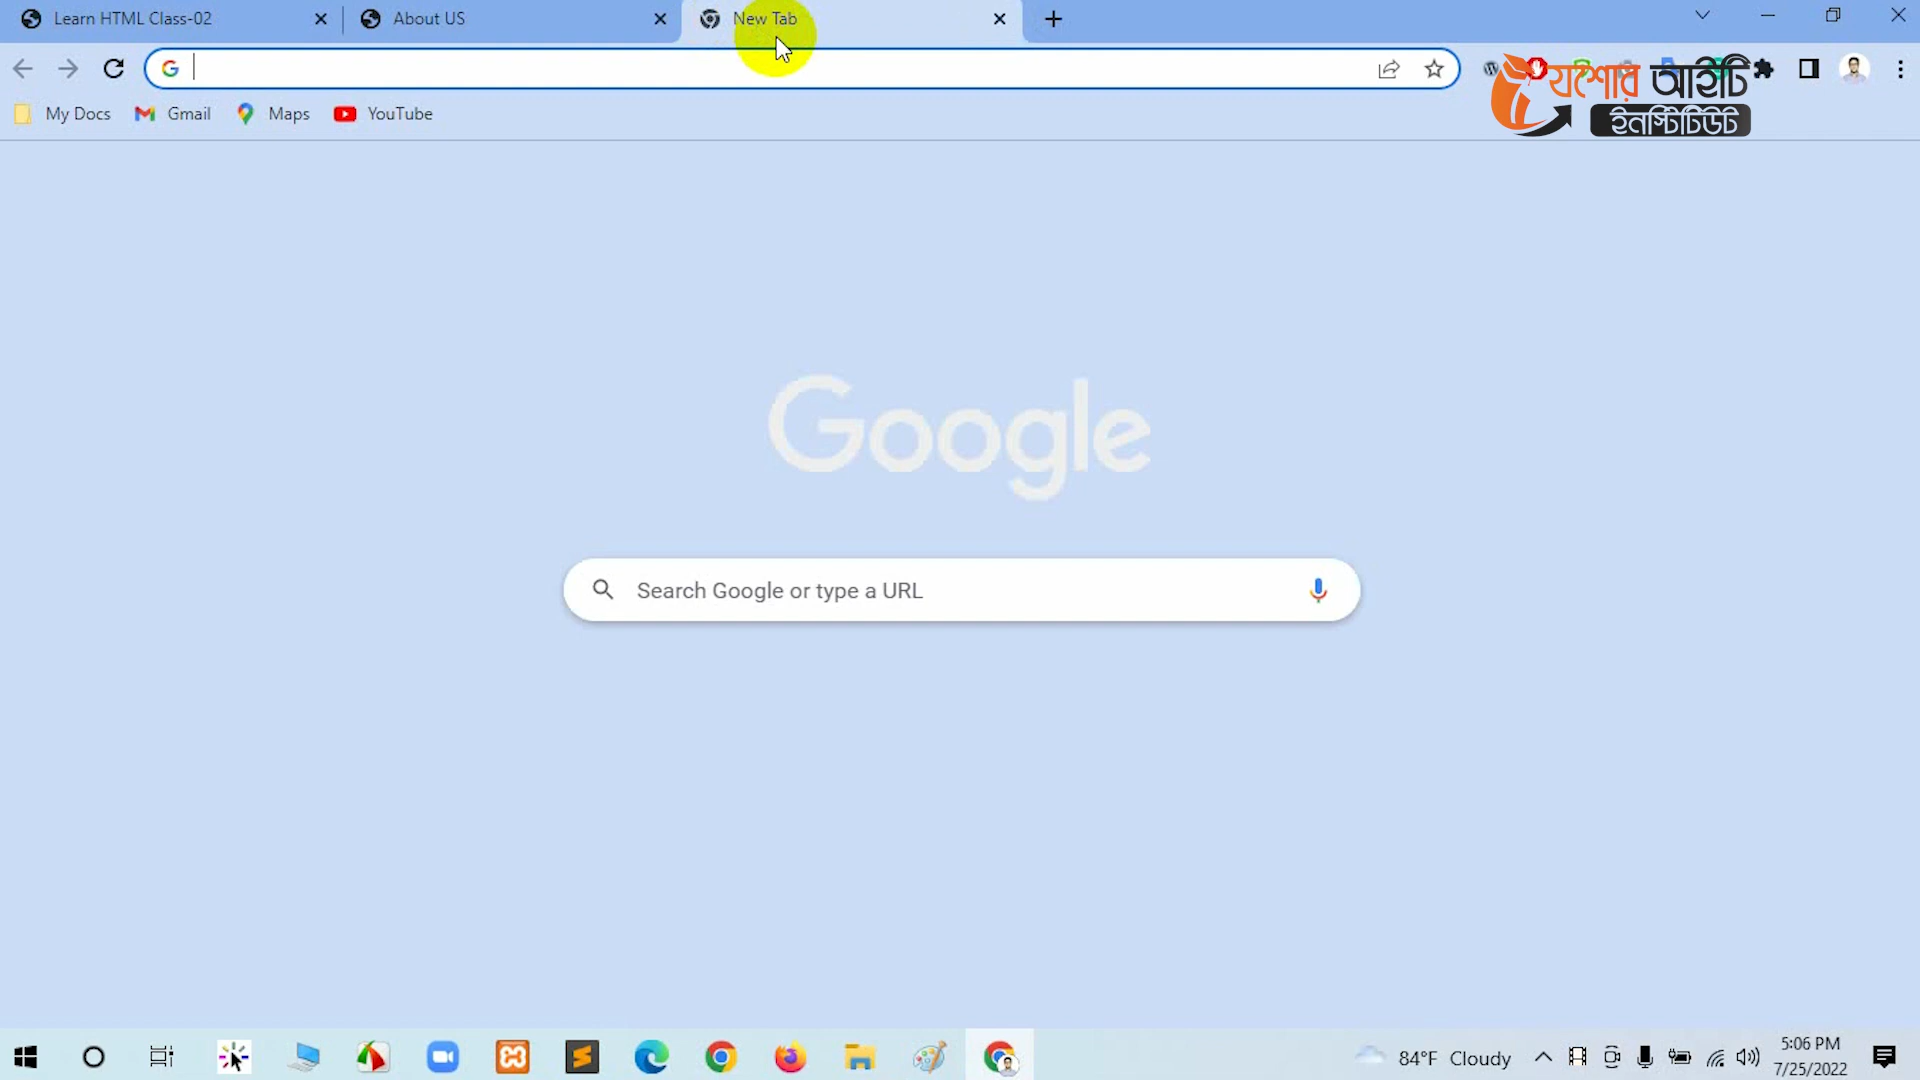 Learn HTML Class-02
About US
New Tab
যশোর আইটি
ইনস্টিটিউট
My Docs
Gmail
Maps
YouTube
Google
Search Google or type a URL
84°F Cloudy
5:06 PM
7/25/2022